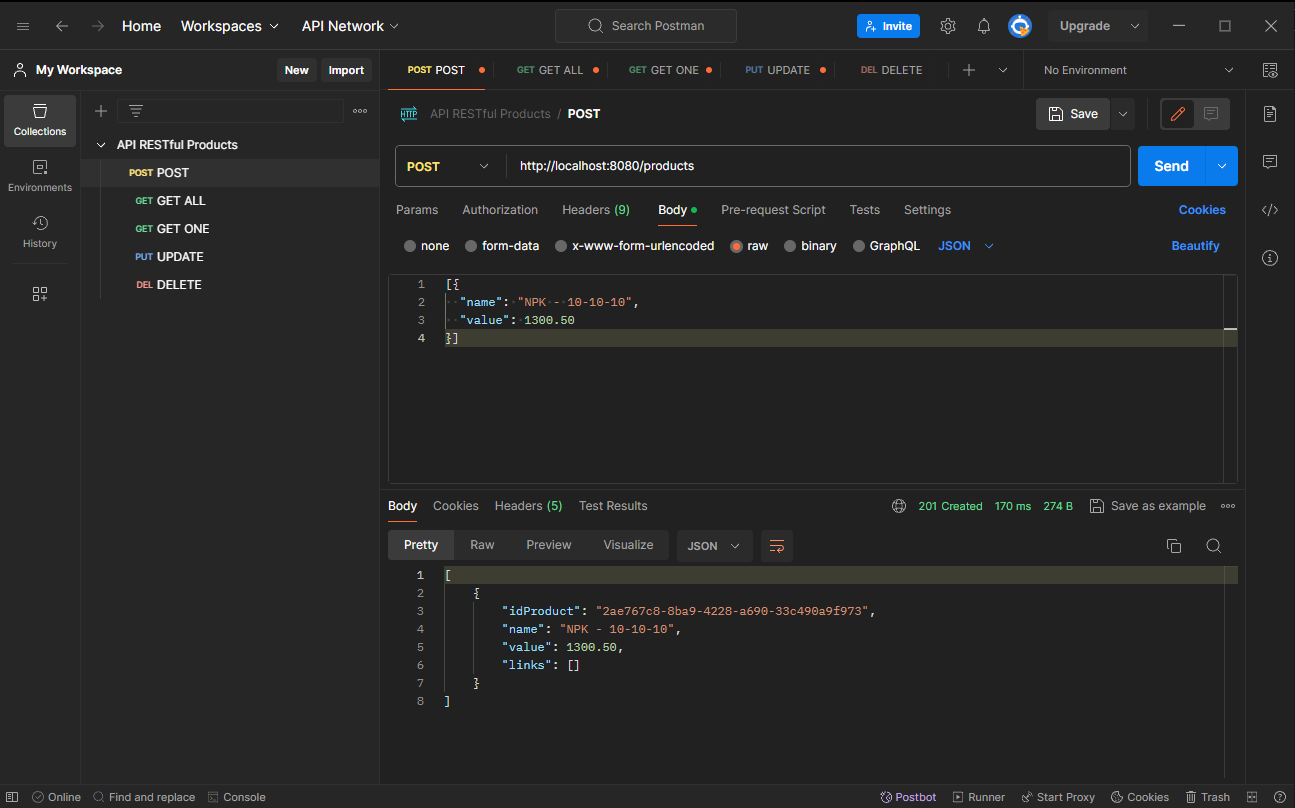 Home Workspaces API Network Search Postman Invite Upgrade
My Workspace New Import POST POST GET GET ALL GET GET ONE PUT UPDATE DEL DELETE No Environment
Collections
Environments
History
API RESTful Products
POST POST
GET GET ALL
GET GET ONE
PUT UPDATE
DEL DELETE
HTTP API RESTful Products / POST Save
POST http://localhost:8080/products Send
Params Authorization Headers (9) Body Pre-request Script Tests Settings Cookies
none form-data x-www-form-urlencoded raw binary GraphQL JSON Beautify
1 [{
2 "name": "NPK - 10-10-10",
3 "value": 1300.50
4 }]
Body Cookies Headers (5) Test Results 201 Created 170 ms 274 B Save as example
Pretty Raw Preview Visualize JSON
1 [
2 {
3 "idProduct": "2ae767c8-8ba9-4228-a690-33c490a9f973",
4 "name": "NPK - 10-10-10",
5 "value": 1300.50,
6 "links": []
7 }
8 ]
Online Find and replace Console Postbot Runner Start Proxy Cookies Trash